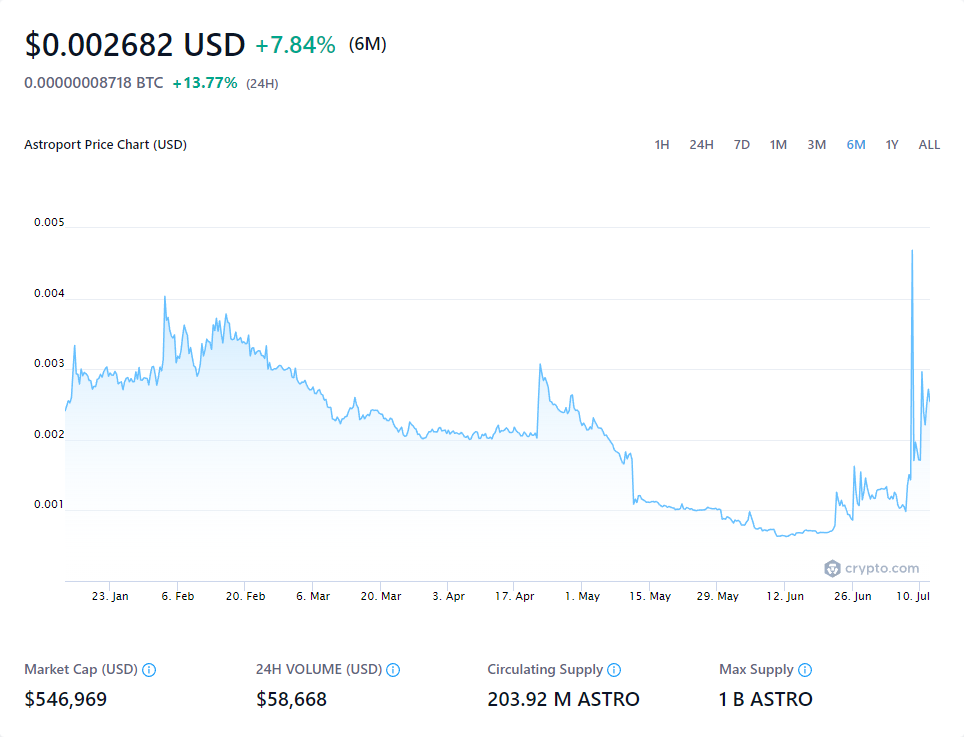 $0.002682 USD +7.84% (6M)
0.00000008718 BTC +13.77% (24H)
Astroport Price Chart (USD) 1H 24H 7D 1M 3M 6M 1Y ALL
0.005
0.004
0.003
0.002
0.001
crypto.com
23. Jan 6. Feb 20. Feb 6. Mar 20. Mar 3. Apr 17. Apr 1. May 15. May 29. May 12. Jun 26. Jun 10. Jul
Market Cap (USD) 24H VOLUME (USD) Circulating Supply Max Supply
$546,969 $58,668 203.92 M ASTRO 1 B ASTRO